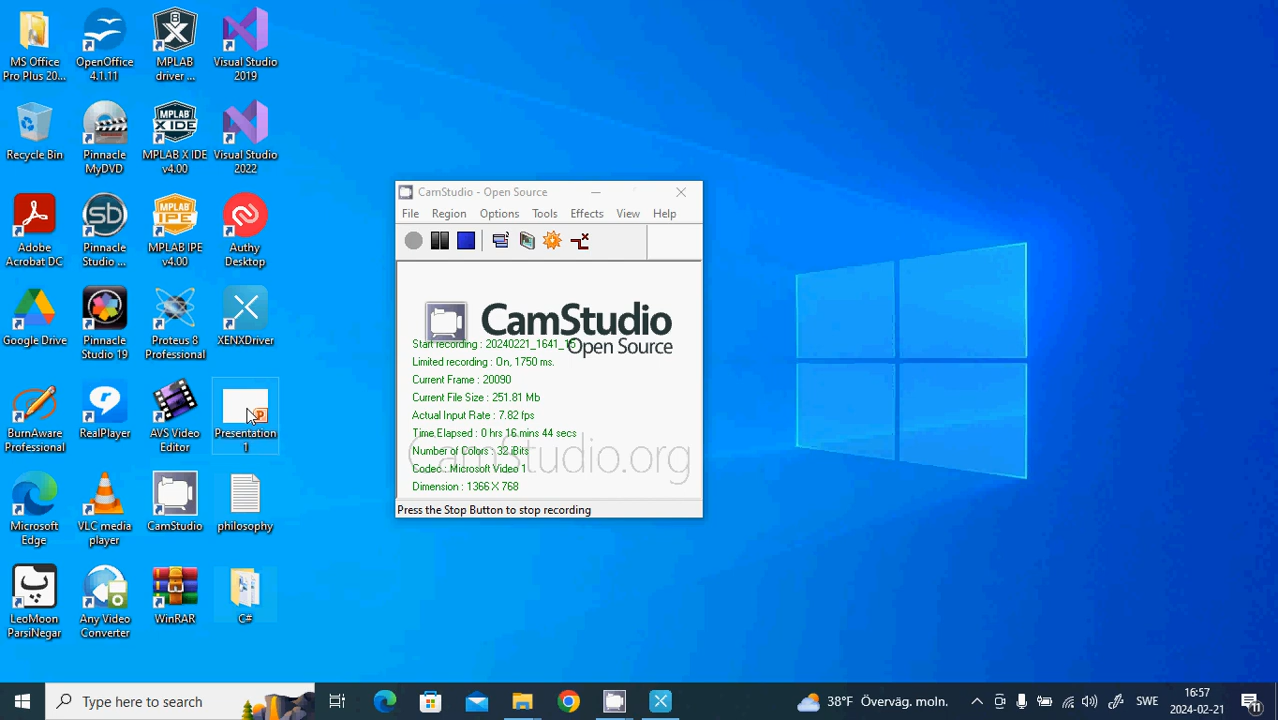 MS Office
Pro Plus 20...
OpenOffice
4.1.11
MPLAB
driver ...
Visual Studio
2019
Recycle Bin
Pinnacle
MyDVD
MPLAB
X IDE
MPLAB X IDE
v4.00
Visual Studio
2022
Adobe
Acrobat DC
Pinnacle
Studio ...
MPLAB
IPE
MPLAB IPE
v4.00
Authy
Desktop
Google Drive
Pinnacle
Studio 19
Proteus 8
Professional
XENXDriver
BurnAware
Professional
RealPlayer
AVS Video
Editor
Presentation
1
Microsoft
Edge
VLC media
player
CamStudio
philosophy
LeoMoon
ParsiNegar
Any Video
Converter
WinRAR
C#
CamStudio - Open Source
File Region Options Tools Effects View Help
CamStudio
Open Source
Start recording : 20240221_1641_15
Limited recording : On, 1750 ms.
Current Frame : 20090
Current File Size : 251.81 Mb
Actual Input Rate : 7.82 fps
Time Elapsed : 0 hrs 16 mins 44 secs
Number of Colors : 32 Bits
Camstudio.org
Codec : Microsoft Video 1
Dimension : 1366 X 768
Press the Stop Button to stop recording
Type here to search
38°F Överväg. moln.
SWE
16:57
2024-02-21
11